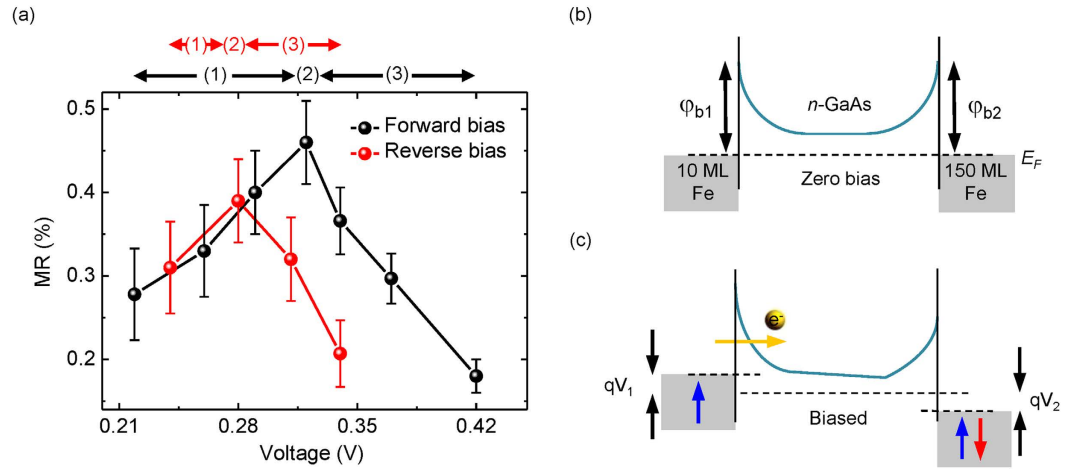 (a)
(1) (2) (3)
(1) (2) (3)
0.5
0.4
0.3
0.2
MR (%)
Forward bias
Reverse bias
0.21 0.28 0.35 0.42
Voltage (V)
(b)
φb1
n-GaAs
φb2
10 ML
Fe
Zero bias
150 ML
Fe
EF
(c)
e-
qV1
Biased
qV2